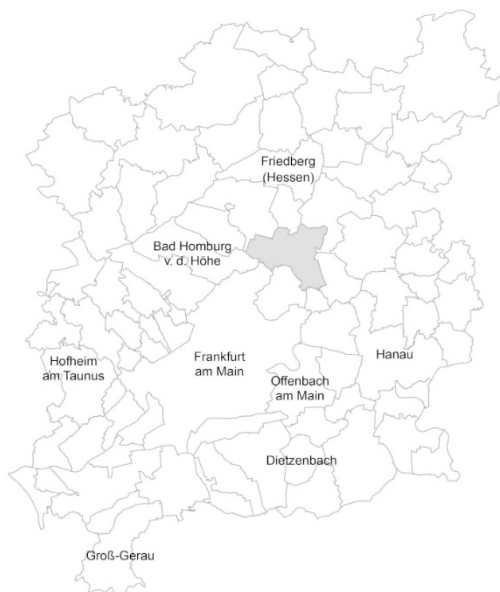 Friedberg
(Hessen)
Bad Homburg
v. d. Höhe
Hofheim
am Taunus
Frankfurt
am Main
Hanau
Offenbach
am Main
Dietzenbach
Groß-Gerau